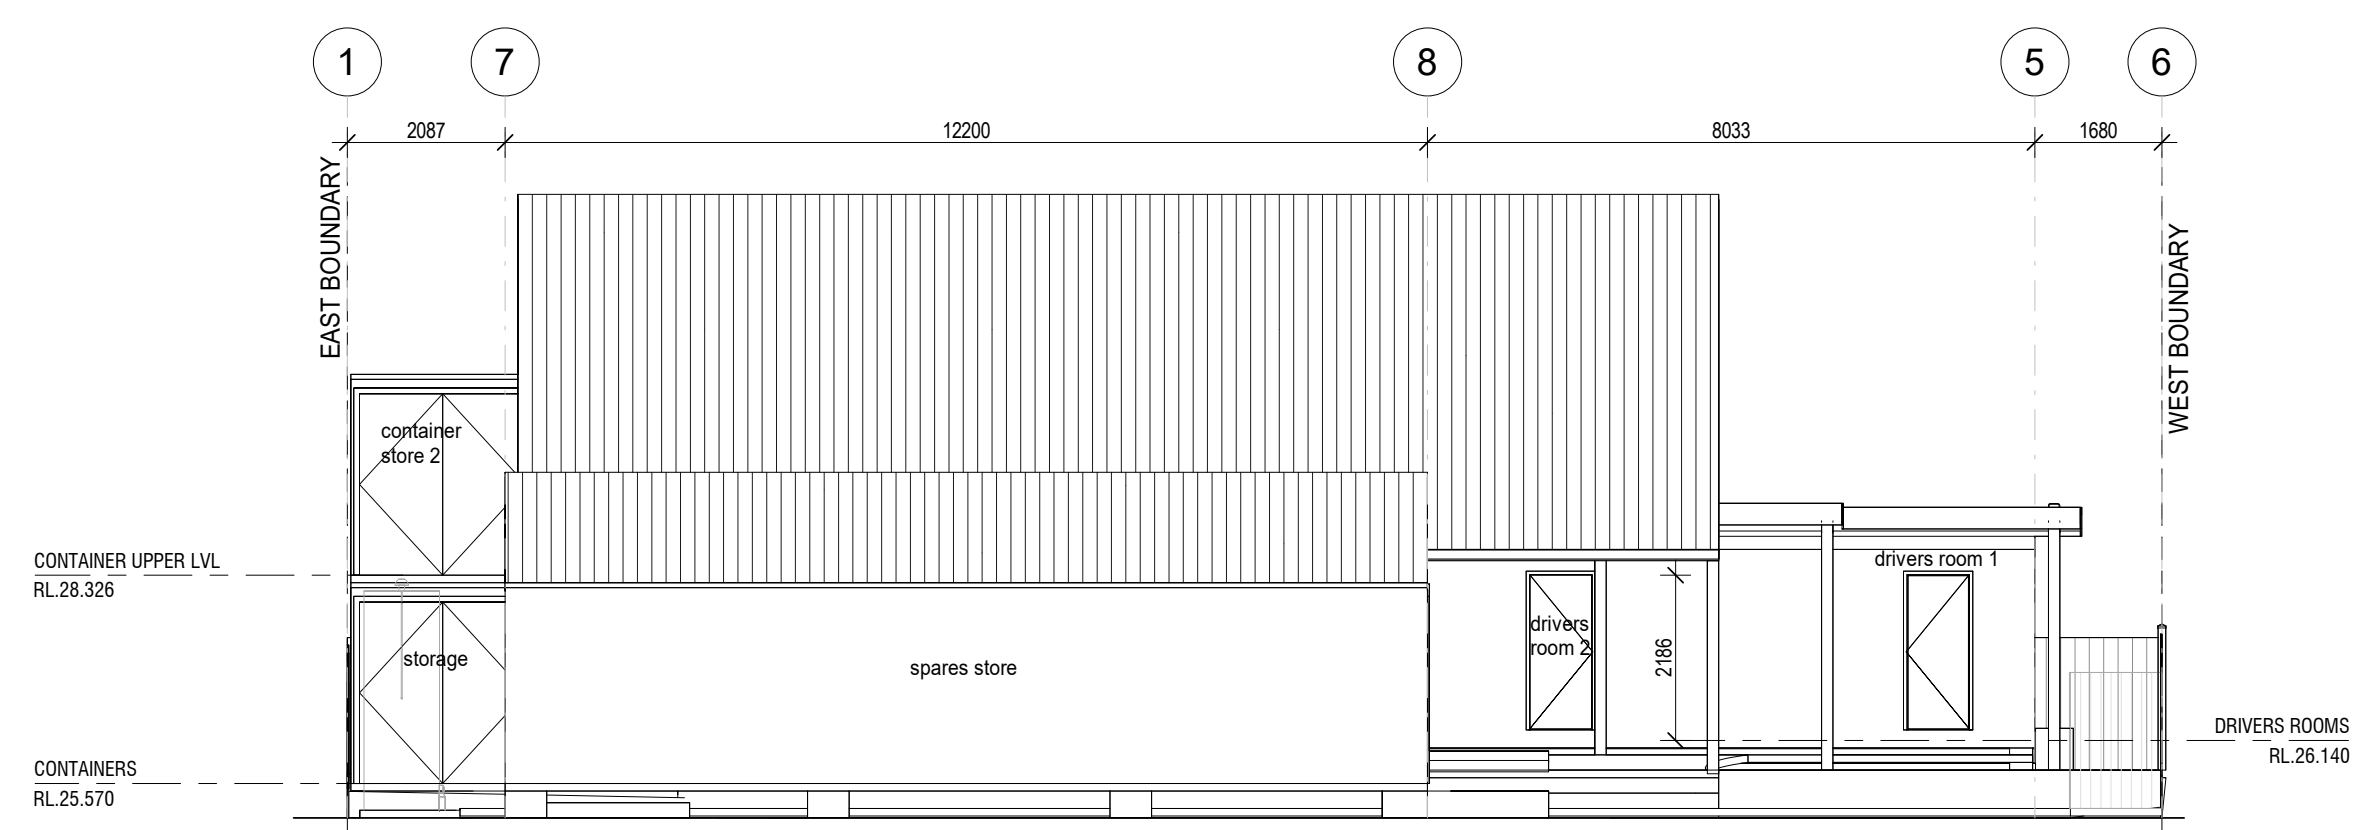 1
7
8
5
6
2087
12200
8033
1680
EAST BOUNDARY
WEST BOUNDARY
container
store 2
CONTAINER UPPER LVL
RL.28.326
drivers room 1
drivers
room 2
2186
storage
spares store
DRIVERS ROOMS
RL.26.140
CONTAINERS
RL.25.570